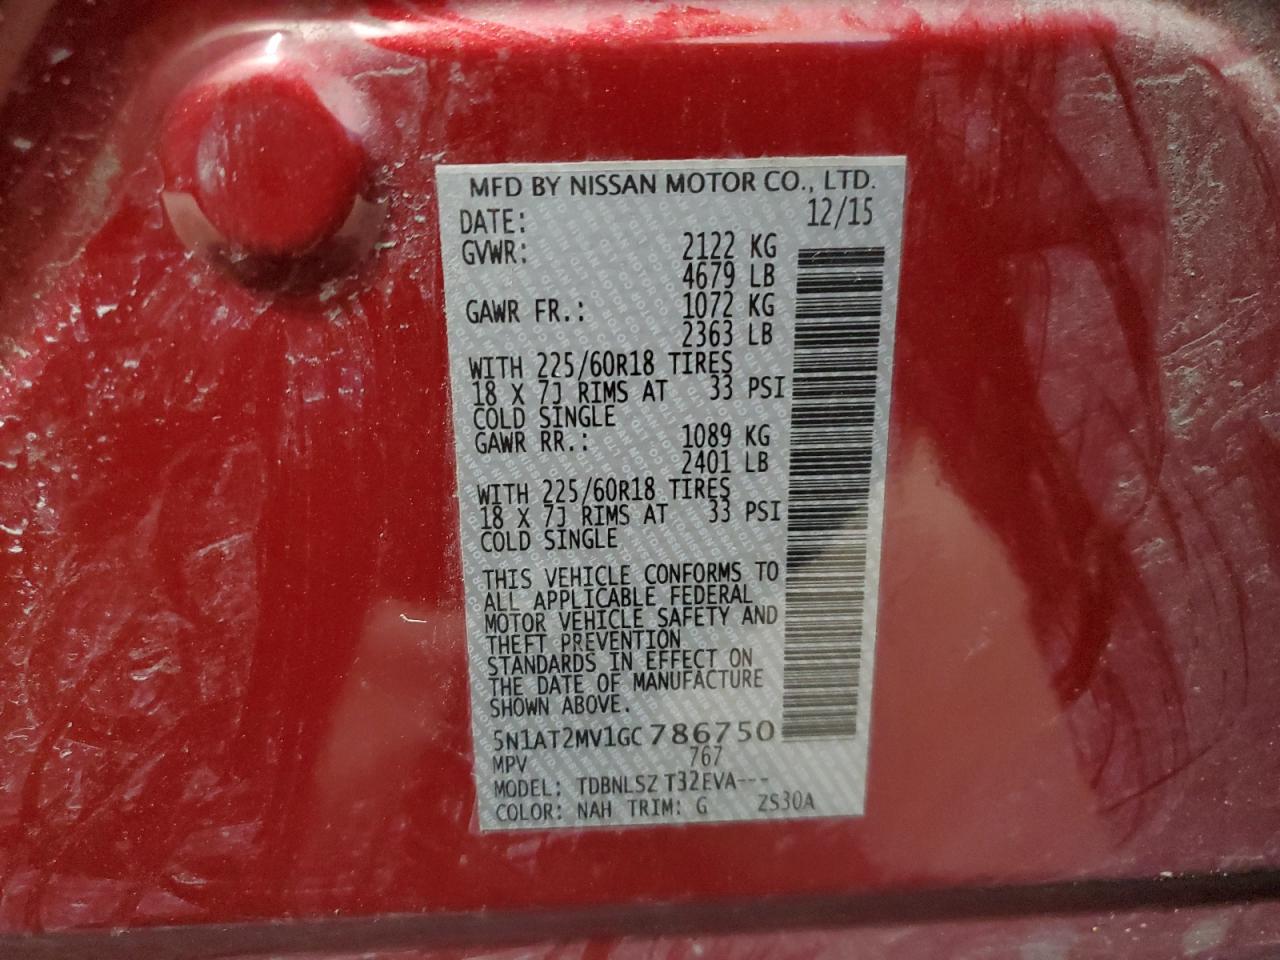 MFD BY NISSAN MOTOR CO., LTD.
DATE: 12/15
GVWR: 2122 KG
4679 LB
GAWR FR.: 1072 KG
2363 LB
WITH 225/60R18 TIRES
18 X 7J RIMS AT 33 PSI
COLD SINGLE
GAWR RR.: 1089 KG
2401 LB
WITH 225/60R18 TIRES
18 X 7J RIMS AT 33 PSI
COLD SINGLE
THIS VEHICLE CONFORMS TO
ALL APPLICABLE FEDERAL
MOTOR VEHICLE SAFETY AND
THEFT PREVENTION
STANDARDS IN EFFECT ON
THE DATE OF MANUFACTURE
SHOWN ABOVE.
5N1AT2MV1GC786750
MPV 767
MODEL: TDBNLSZ T32EVA---
COLOR: NAH TRIM: G ZS30A